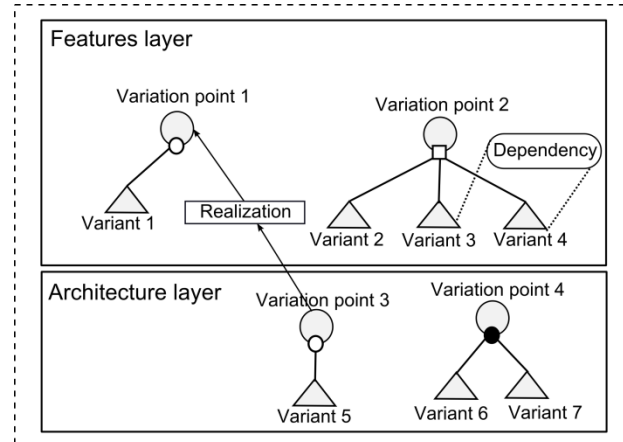 Features layer
Variation point 1
Variation point 2
Dependency
Variant 1
Realization
Variant 2
Variant 3
Variant 4
Architecture layer
Variation point 3
Variation point 4
Variant 5
Variant 6
Variant 7